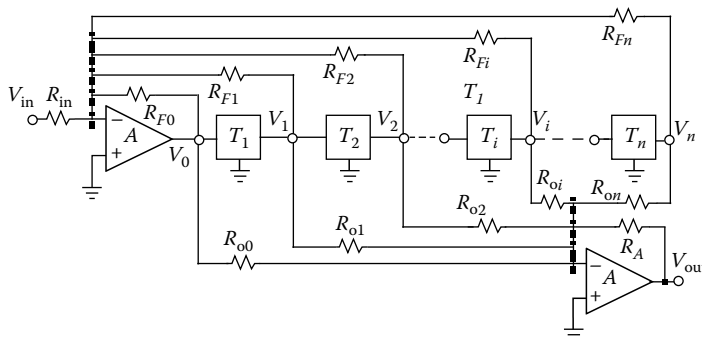 R_Fn
R_Fi
R_F2
T_1
R_F1
V_in R_in
R_F0
− A +
V_0 T_1 V_1 T_2 V_2 T_i V_i T_n V_n
R_oi R_on
R_o2
R_o1
R_A
R_o0
− A +
V_ou